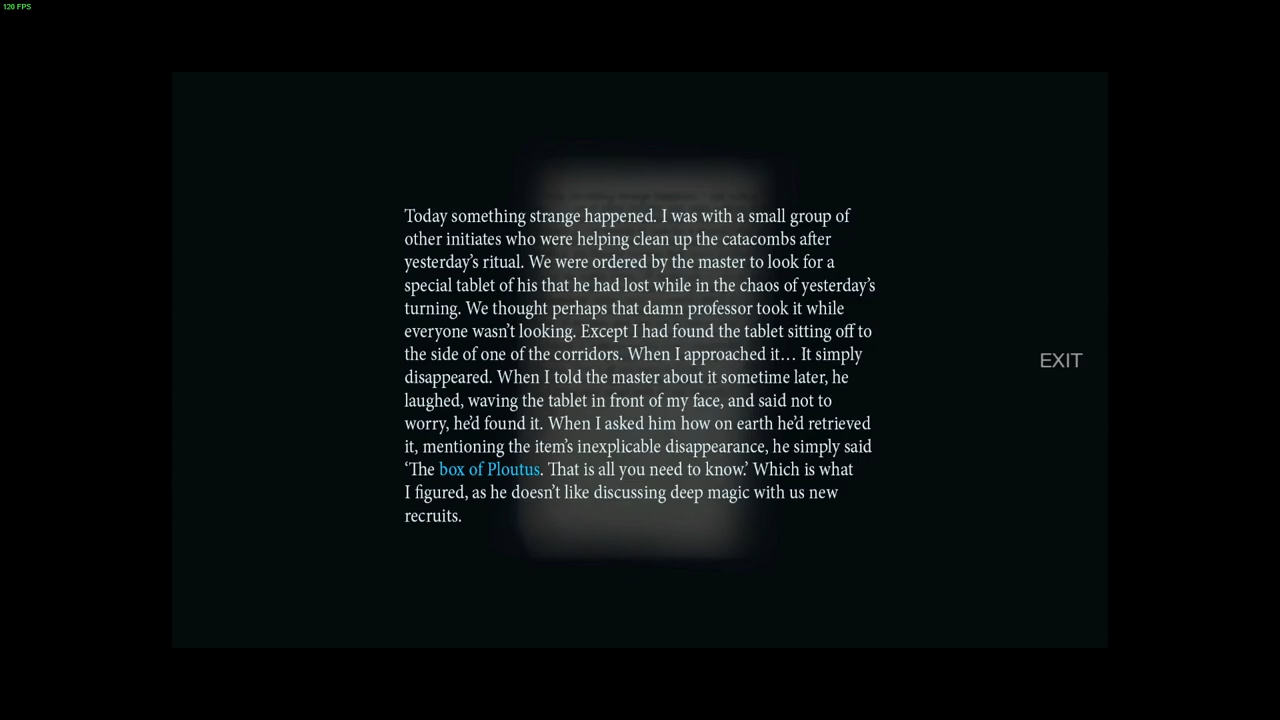 120 FPS
Today something strange happened. I was with a small group of
other initiates who were helping clean up the catacombs after
yesterday’s ritual. We were ordered by the master to look for a
special tablet of his that he had lost while in the chaos of yesterday’s
turning. We thought perhaps that damn professor took it while
everyone wasn’t looking. Except I had found the tablet sitting off to
the side of one of the corridors. When I approached it… It simply
disappeared. When I told the master about it sometime later, he
laughed, waving the tablet in front of my face, and said not to
worry, he’d found it. When I asked him how on earth he’d retrieved
it, mentioning the item’s inexplicable disappearance, he simply said
‘The box of Ploutus. That is all you need to know.’ Which is what
I figured, as he doesn’t like discussing deep magic with us new
recruits.
EXIT